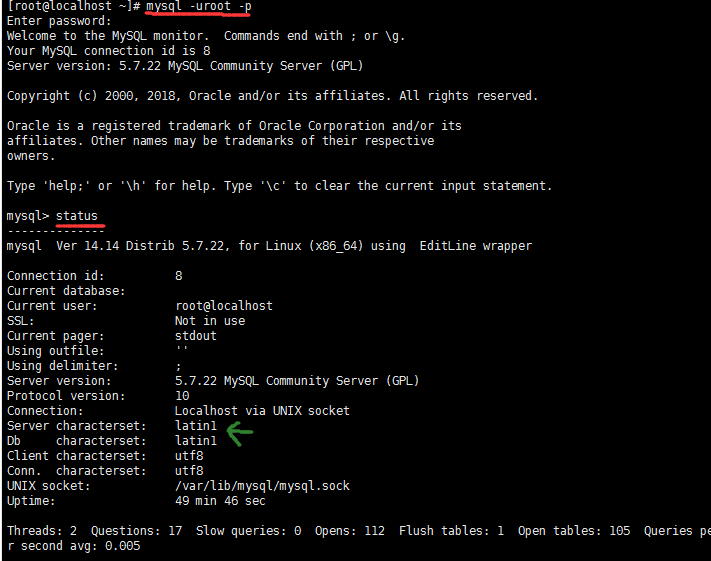 [root@localhost ~]# mysql -uroot -p
Enter password:
Welcome to the MySQL monitor.  Commands end with ; or \g.
Your MySQL connection id is 8
Server version: 5.7.22 MySQL Community Server (GPL)
Copyright (c) 2000, 2018, Oracle and/or its affiliates. All rights reserved.
Oracle is a registered trademark of Oracle Corporation and/or its
affiliates. Other names may be trademarks of their respective
owners.
Type 'help;' or '\h' for help. Type '\c' to clear the current input statement.
mysql> status
--------------
mysql  Ver 14.14 Distrib 5.7.22, for Linux (x86_64) using  EditLine wrapper
Connection id:          8
Current database:
Current user:           root@localhost
SSL:                    Not in use
Current pager:          stdout
Using outfile:          ''
Using delimiter:        ;
Server version:         5.7.22 MySQL Community Server (GPL)
Protocol version:       10
Connection:             Localhost via UNIX socket
Server characterset:    latin1
Db     characterset:    latin1
Client characterset:    utf8
Conn.  characterset:    utf8
UNIX socket:            /var/lib/mysql/mysql.sock
Uptime:                 49 min 46 sec
Threads: 2  Questions: 17  Slow queries: 0  Opens: 112  Flush tables: 1  Open tables: 105  Queries pe
r second avg: 0.005